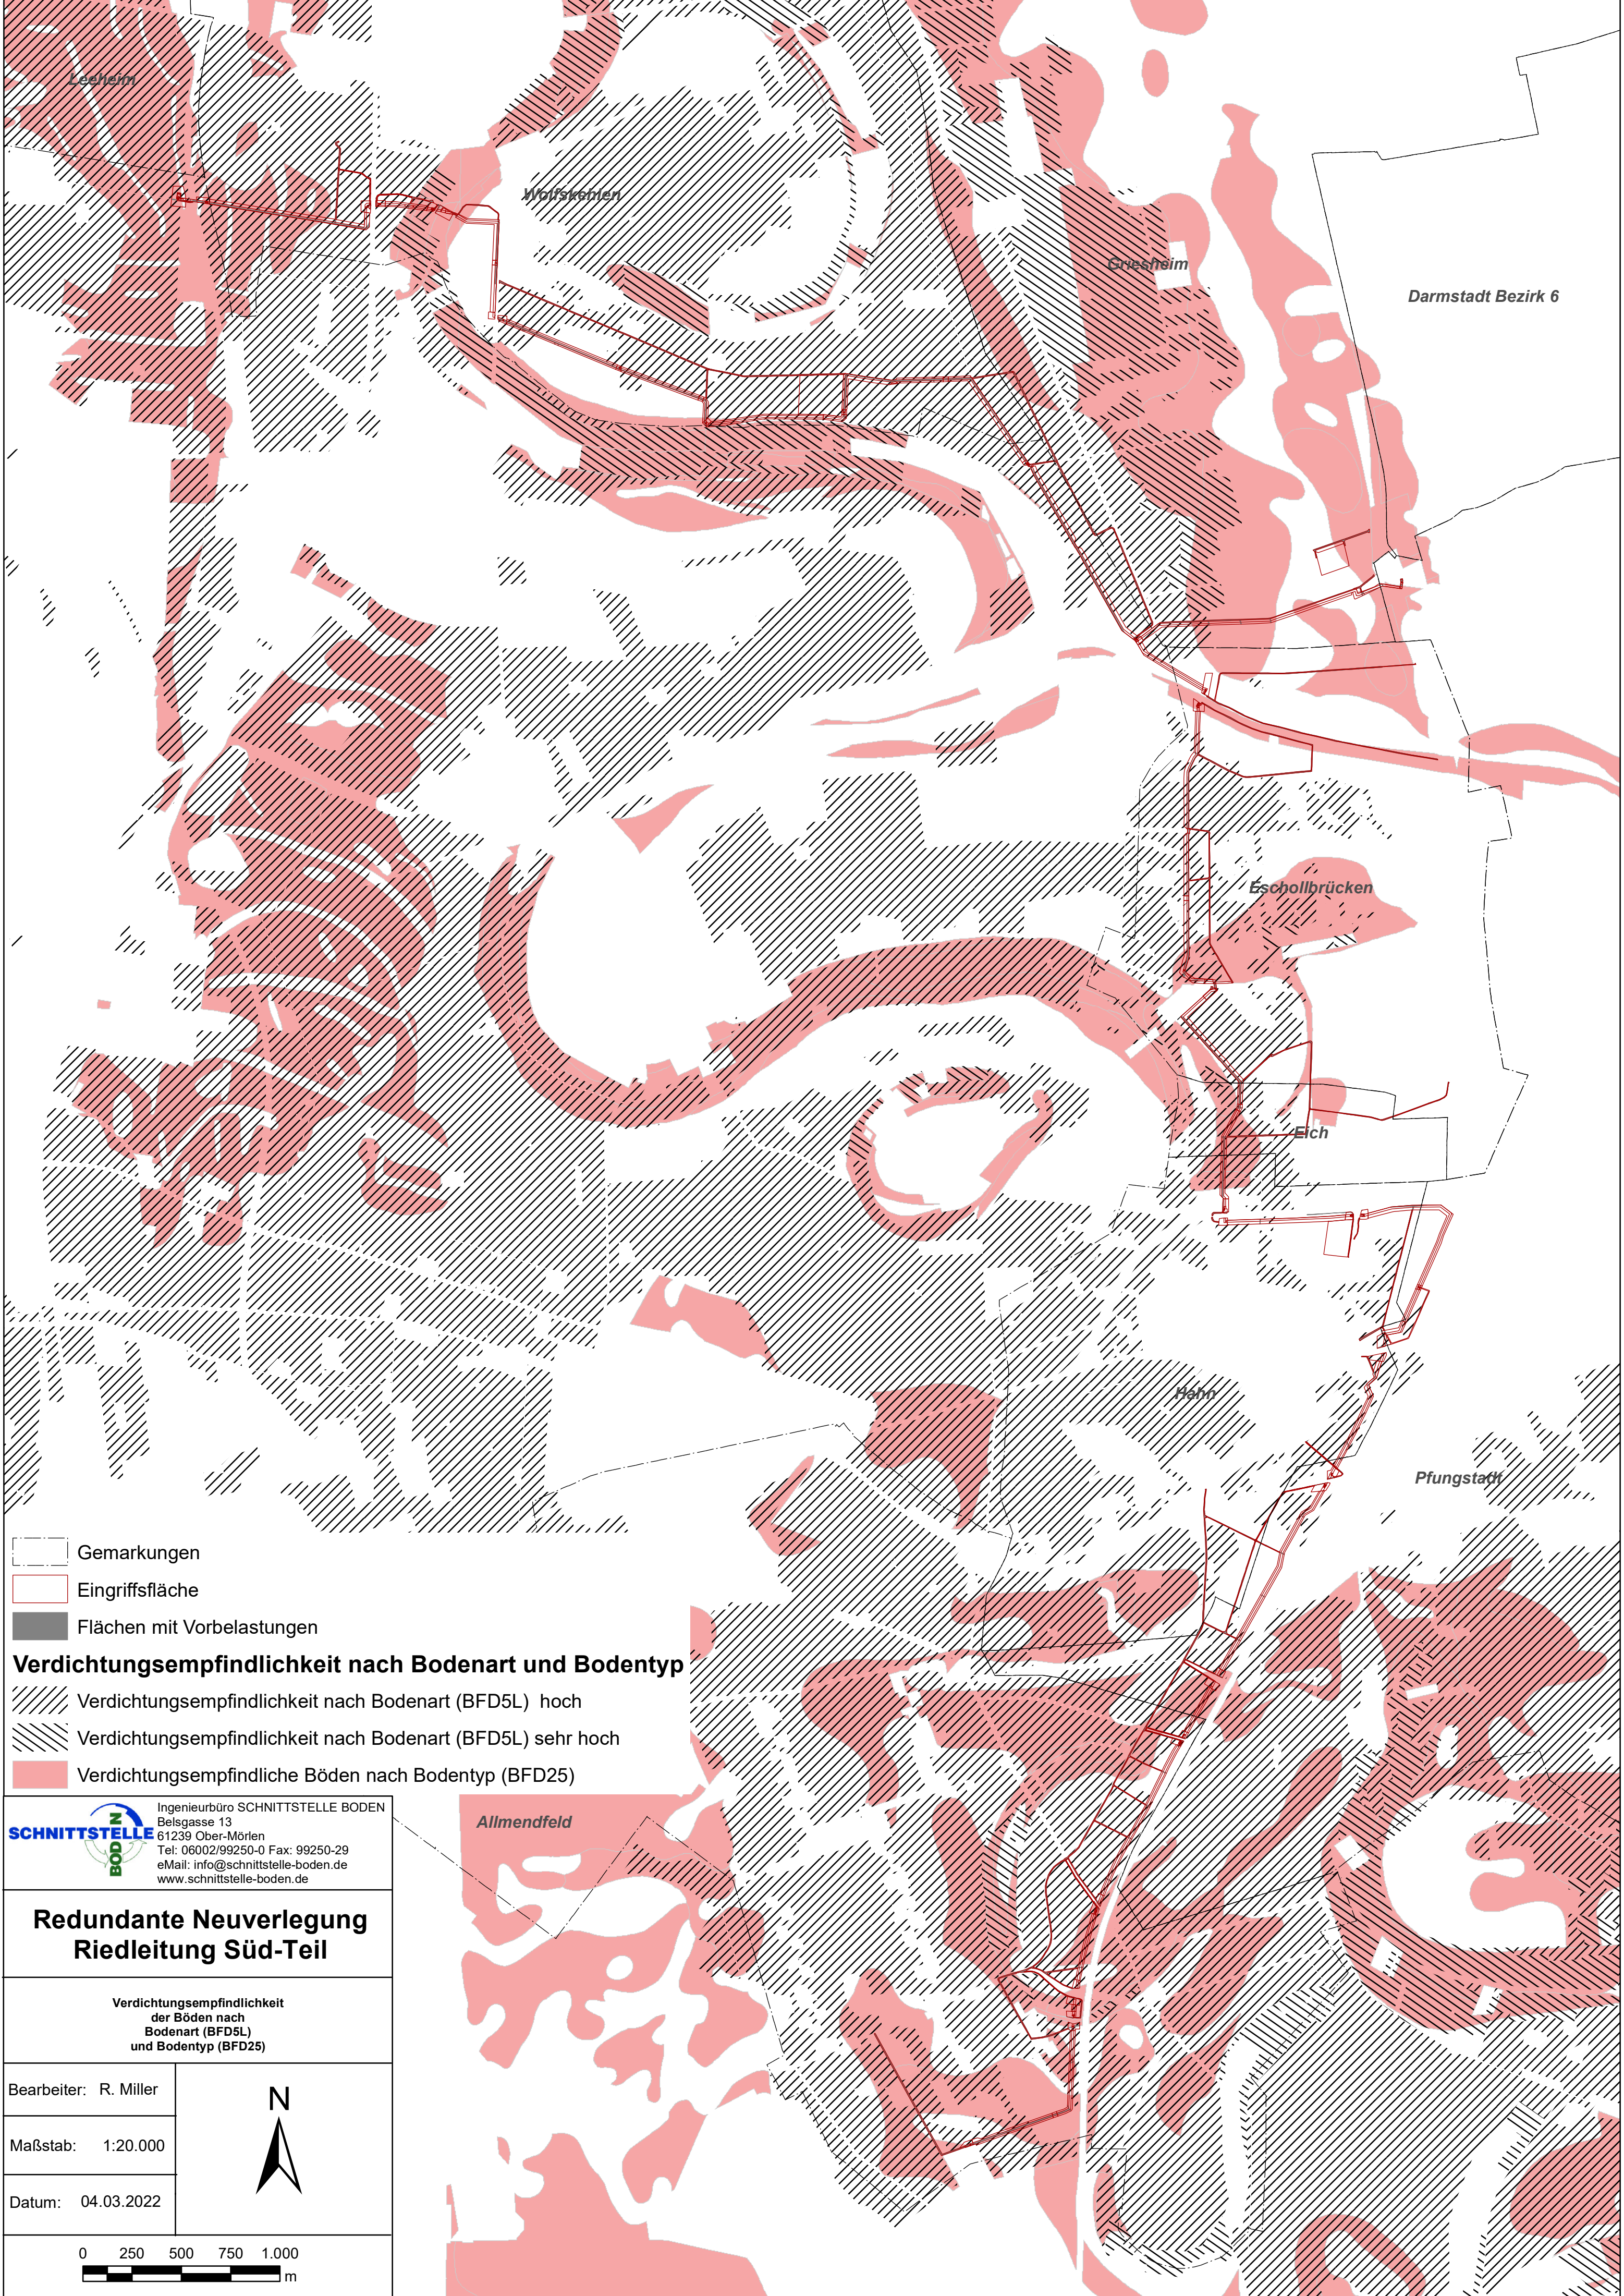 Leeheim
Wolfskehlen
Griesheim
Darmstadt Bezirk 6
Eschollbrücken
Eich
Hahn
Pfungstadt
Allmendfeld
Gemarkungen
Eingriffsfläche
Flächen mit Vorbelastungen
Verdichtungsempfindlichkeit nach Bodenart und Bodentyp
Verdichtungsempfindlichkeit nach Bodenart (BFD5L) hoch
Verdichtungsempfindlichkeit nach Bodenart (BFD5L) sehr hoch
Verdichtungsempfindliche Böden nach Bodentyp (BFD25)
SCHNITTSTELLE
BODEN
Ingenieurbüro SCHNITTSTELLE BODEN
Belsgasse 13
61239 Ober-Mörlen
Tel: 06002/99250-0 Fax: 99250-29
eMail: info@schnittstelle-boden.de
www.schnittstelle-boden.de
Redundante Neuverlegung
Riedleitung Süd-Teil
Verdichtungsempfindlichkeit
der Böden nach
Bodenart (BFD5L)
und Bodentyp (BFD25)
Bearbeiter: R. Miller
Maßstab: 1:20.000
Datum: 04.03.2022
N
0 250 500 750 1.000
m